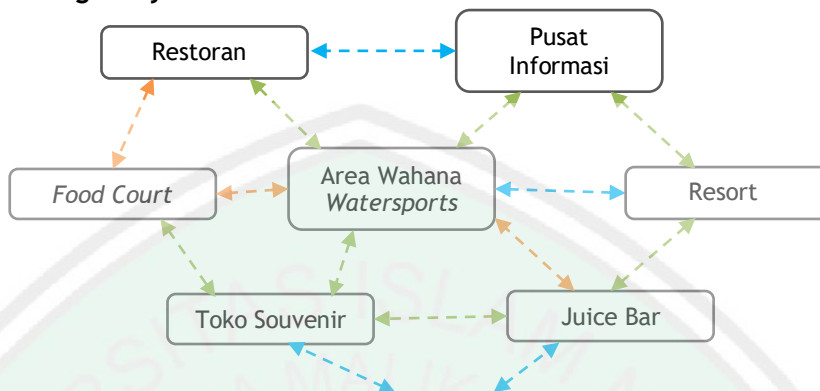 Restoran
Pusat
Informasi
Food Court
Area Wahana
Watersports
Resort
Toko Souvenir
Juice Bar